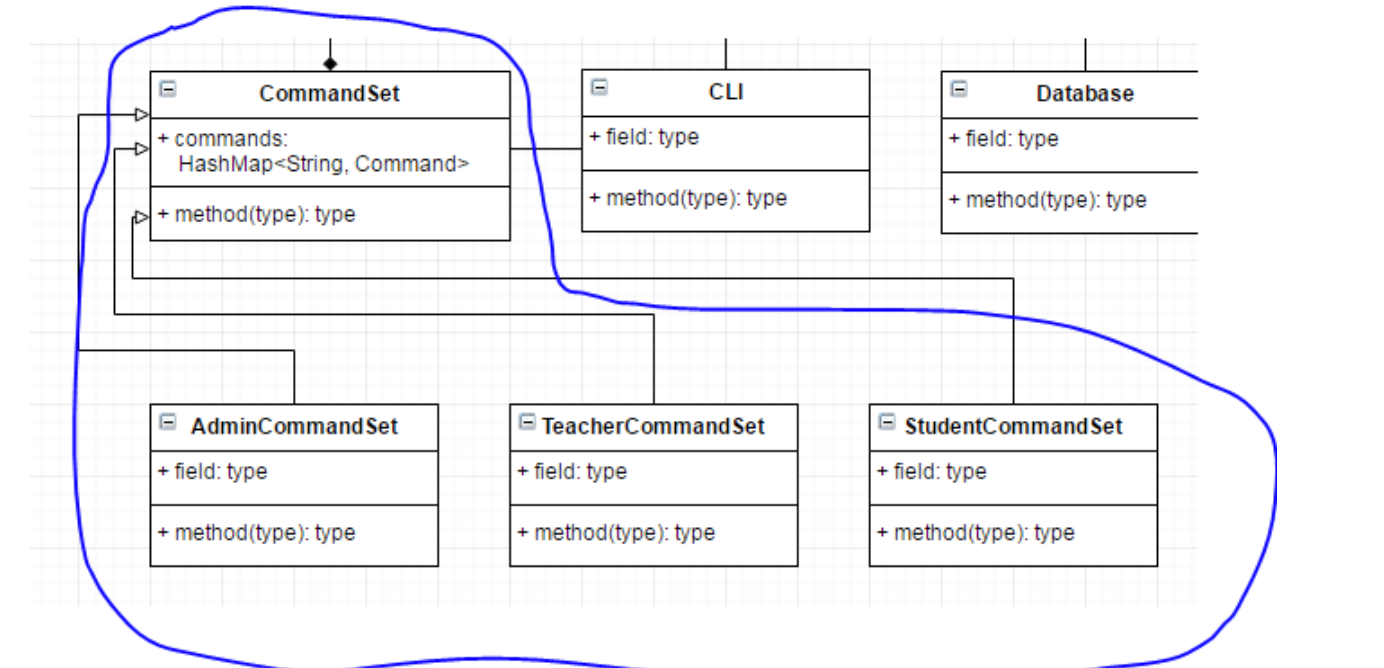 CommandSet
+ commands:
HashMap<String, Command>
+ method(type): type
CLI
+ field: type
+ method(type): type
Database
+ field: type
+ method(type): type
AdminCommandSet
+ field: type
+ method(type): type
TeacherCommandSet
+ field: type
+ method(type): type
StudentCommandSet
+ field: type
+ method(type): type